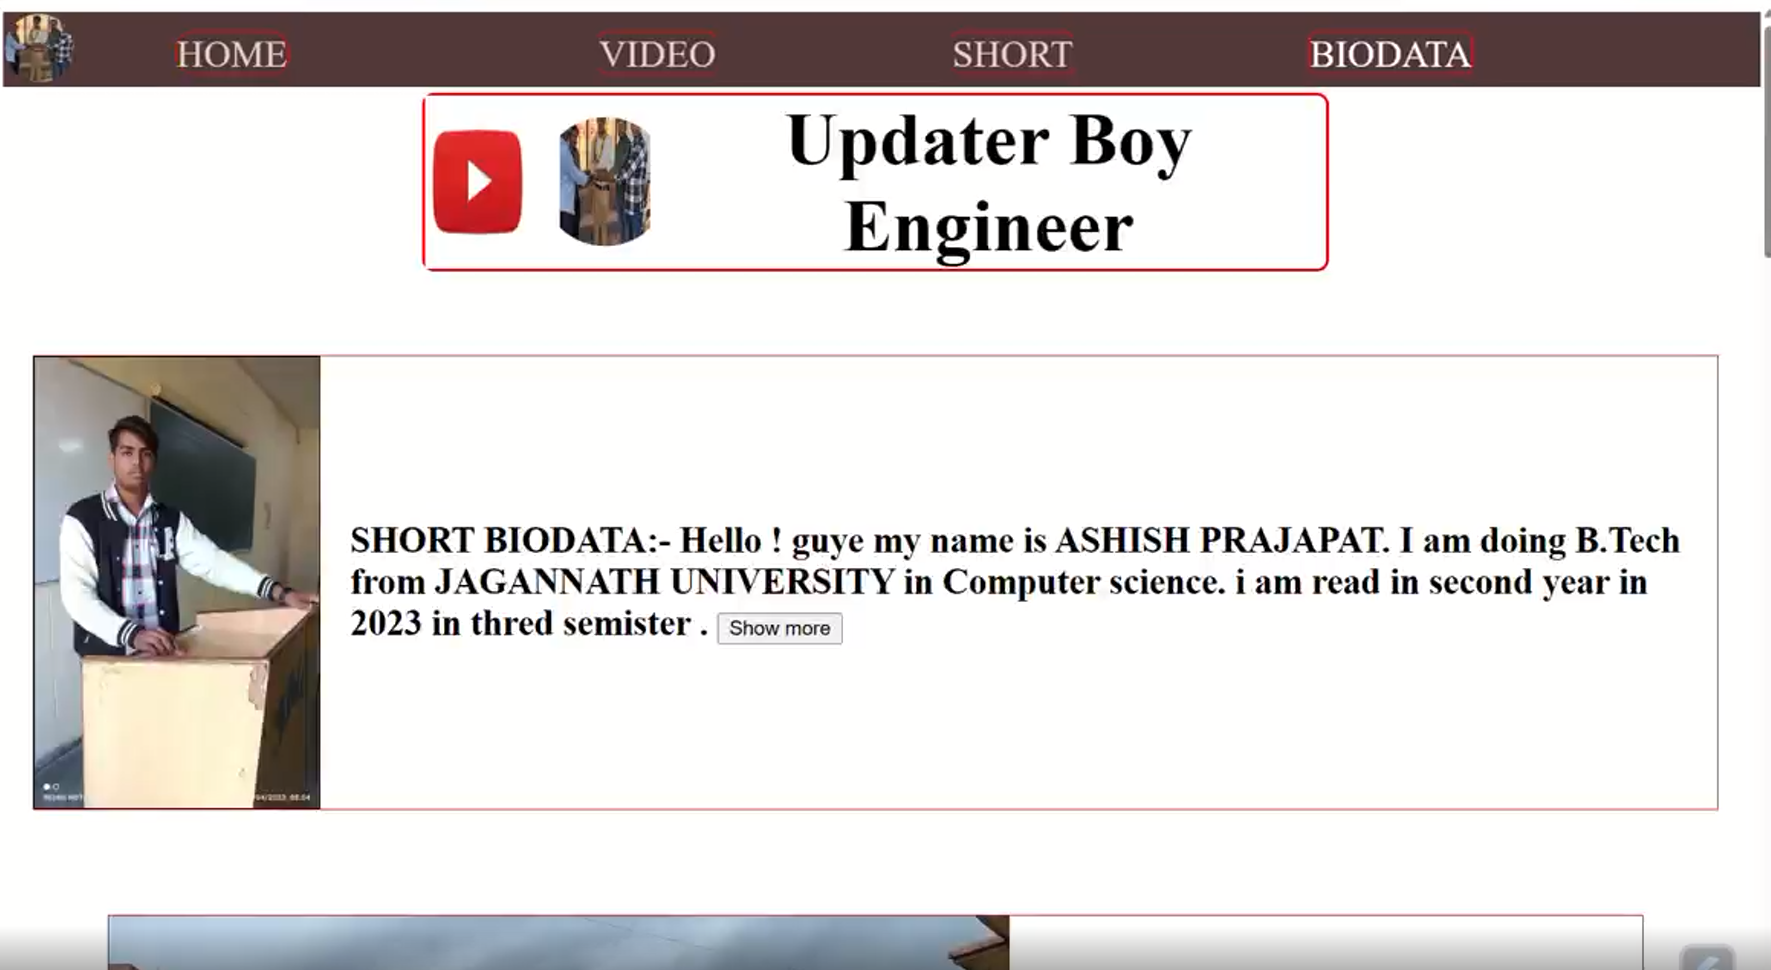 HOME VIDEO SHORT BIODATA
Updater Boy
Engineer
SHORT BIODATA:- Hello ! guye my name is ASHISH PRAJAPAT. I am doing B.Tech
from JAGANNATH UNIVERSITY in Computer science. i am read in second year in
2023 in thred semister . Show more